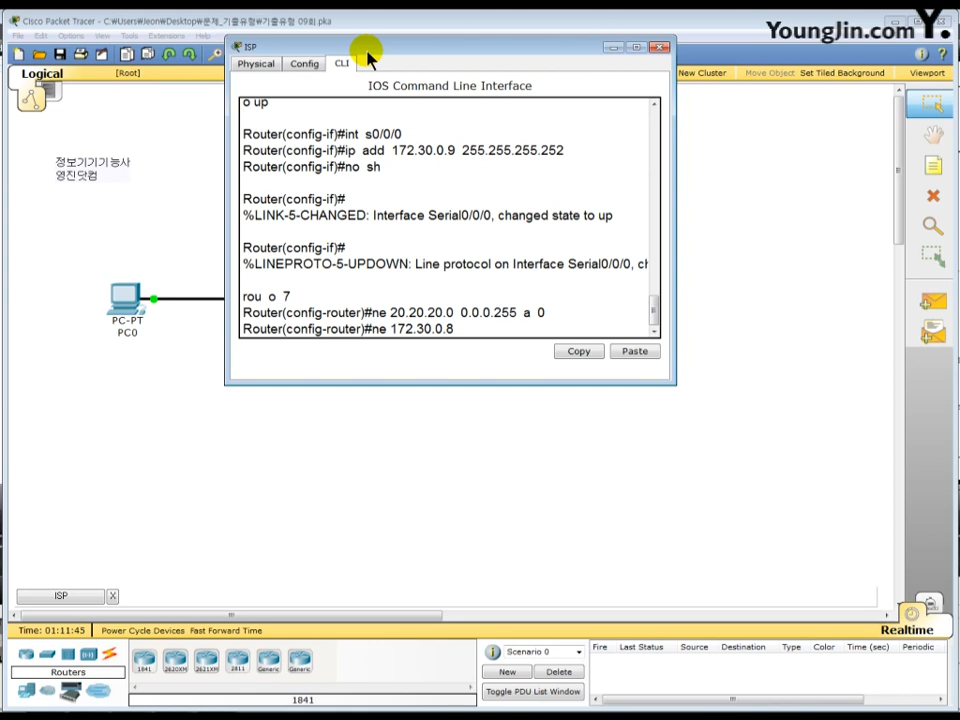 Cisco Packet Tracer - C:\Users\Jeon\Desktop\문제_기출유형\기출유형 09회.pka
YoungJin.com Y.
File Edit Options View Tools Extensions Help
ISP
Logical
[Root]
New Cluster
Move Object
Set Tiled Background
Viewport
Physical
Config
CLI
IOS Command Line Interface
o up
Router(config-if)#int s0/0/0
Router(config-if)#ip add 172.30.0.9 255.255.255.252
Router(config-if)#no sh
Router(config-if)#
%LINK-5-CHANGED: Interface Serial0/0/0, changed state to up
Router(config-if)#
%LINEPROTO-5-UPDOWN: Line protocol on Interface Serial0/0/0, ch
rou o 7
Router(config-router)#ne 20.20.20.0 0.0.0.255 a 0
Router(config-router)#ne 172.30.0.8
Copy
Paste
정보기기기능사
영진닷컴
PC-PT
PC0
ISP
X
Time: 01:11:45
Power Cycle Devices Fast Forward Time
Realtime
Routers
1841
2620XM
2621XM
2811
Generic
Generic
1841
Scenario 0
New
Delete
Toggle PDU List Window
Fire
Last Status
Source
Destination
Type
Color
Time (sec)
Periodic